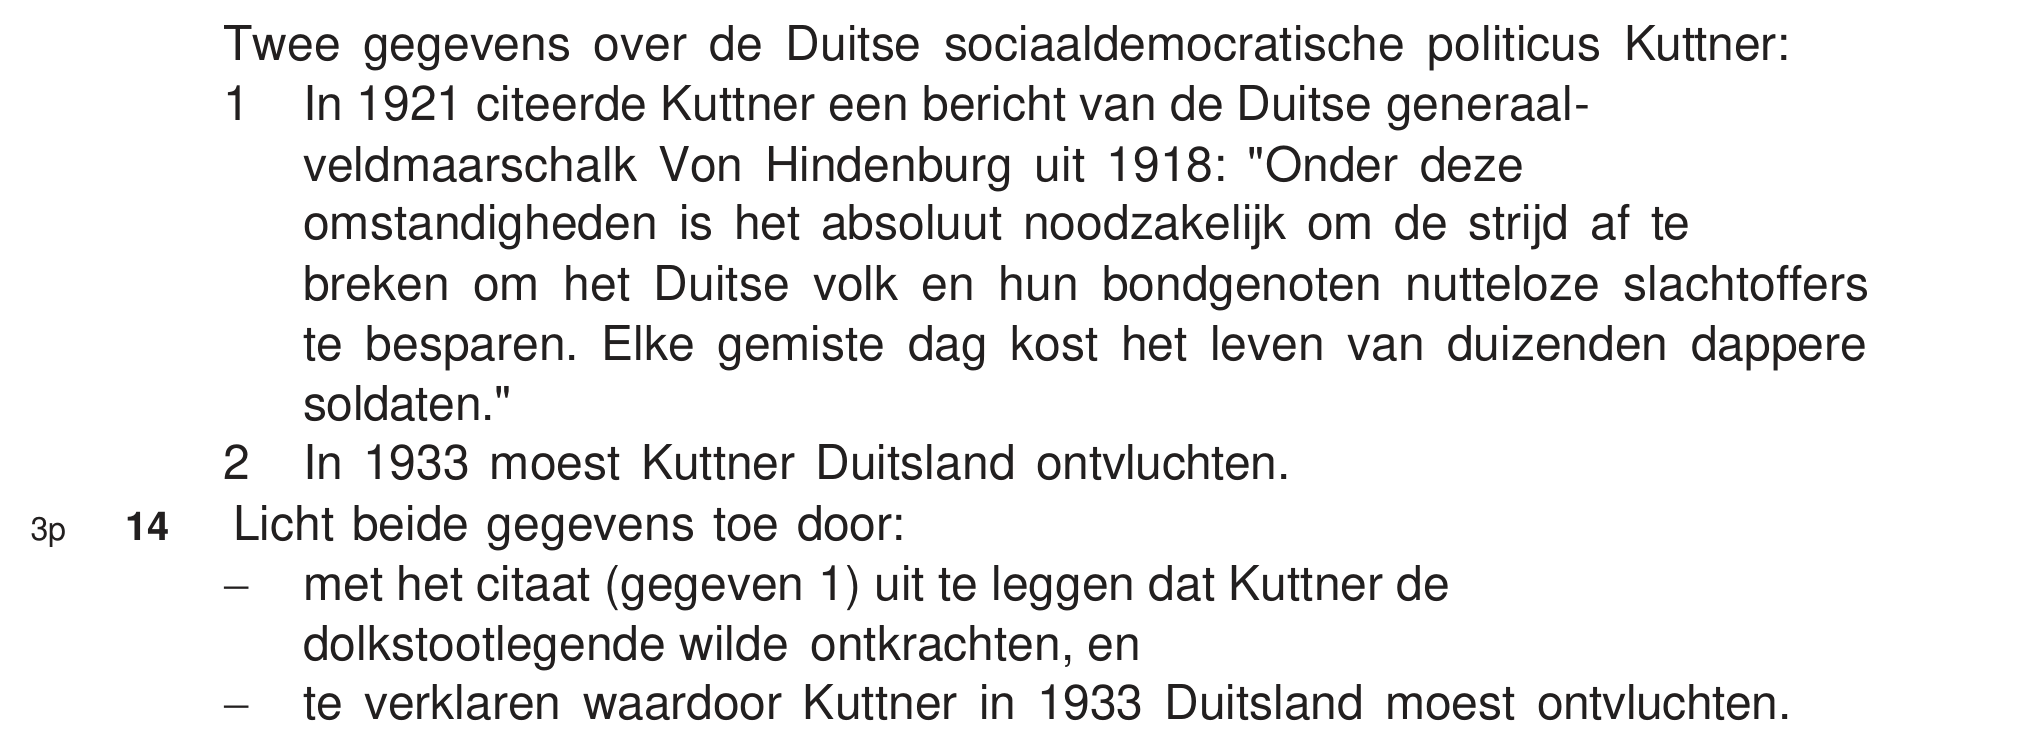 Twee gegevens over de Duitse sociaaldemocratische politicus Kuttner:
1 In 1921 citeerde Kuttner een bericht van de Duitse generaal-
veldmaarschalk Von Hindenburg uit 1918: "Onder deze
omstandigheden is het absoluut noodzakelijk om de strijd af te
breken om het Duitse volk en hun bondgenoten nutteloze slachtoffers
te besparen. Elke gemiste dag kost het leven van duizenden dappere
soldaten."
2 In 1933 moest Kuttner Duitsland ontvluchten.
3p 14 Licht beide gegevens toe door:
– met het citaat (gegeven 1) uit te leggen dat Kuttner de
dolkstootlegende wilde ontkrachten, en
– te verklaren waardoor Kuttner in 1933 Duitsland moest ontvluchten.